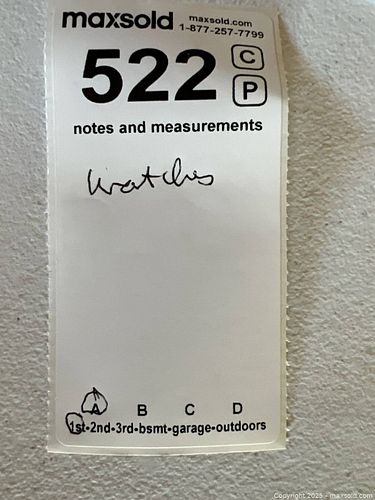 maxsold maxsold.com
1-877-257-7799
522 C
P
notes and measurements
Watches
A B C D
1st-2nd-3rd-bsmt-garage-outdoors
Copyright 2025 - maxsold.com